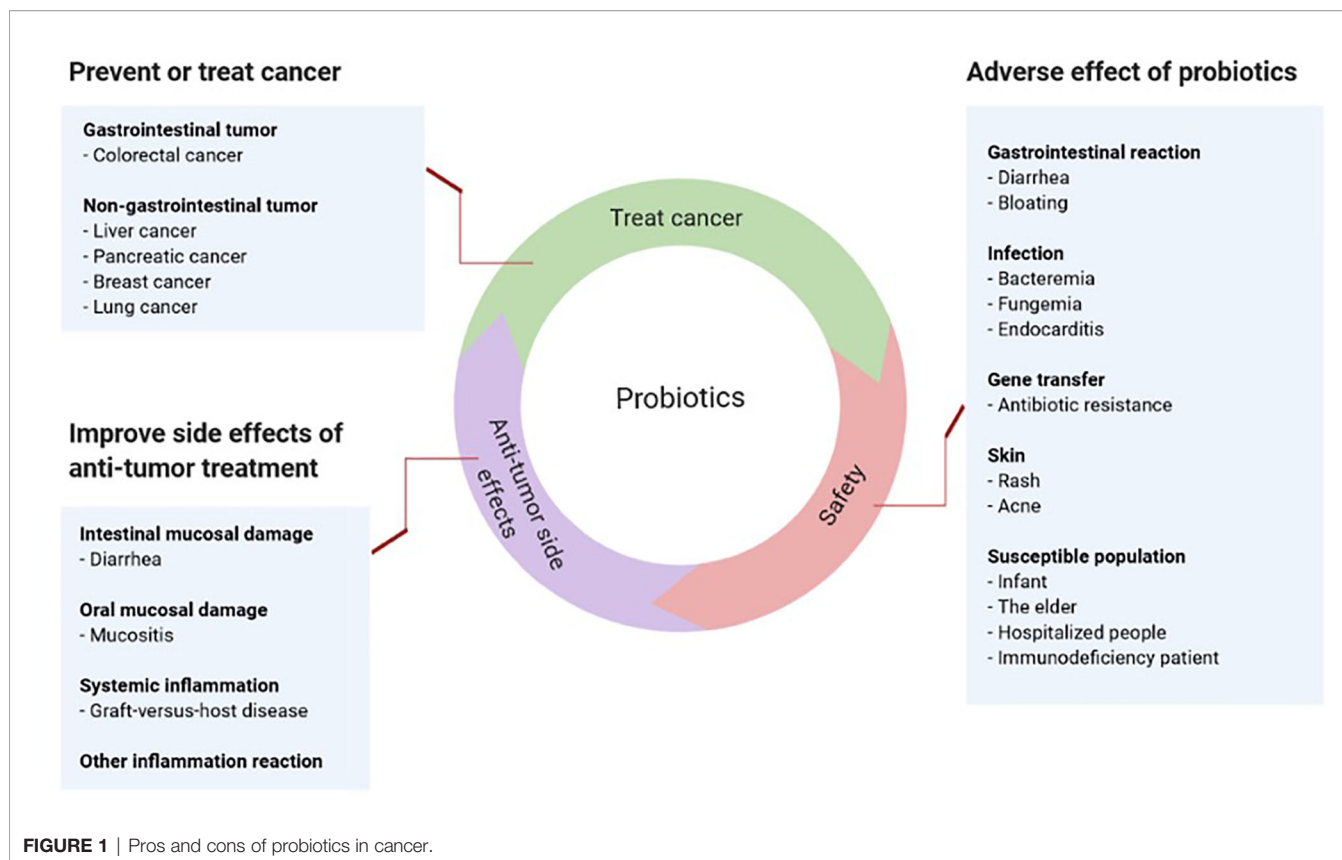 Prevent or treat cancer
Gastrointestinal tumor
- Colorectal cancer
Non-gastrointestinal tumor
- Liver cancer
- Pancreatic cancer
- Breast cancer
- Lung cancer
Improve side effects of
anti-tumor treatment
Intestinal mucosal damage
- Diarrhea
Oral mucosal damage
- Mucositis
Systemic inflammation
- Graft-versus-host disease
Other inflammation reaction
Treat cancer
Probiotics
Anti-tumor side
effects
Safety
Adverse effect of probiotics
Gastrointestinal reaction
- Diarrhea
- Bloating
Infection
- Bacteremia
- Fungemia
- Endocarditis
Gene transfer
- Antibiotic resistance
Skin
- Rash
- Acne
Susceptible population
- Infant
- The elder
- Hospitalized people
- Immunodeficiency patient
FIGURE 1 | Pros and cons of probiotics in cancer.